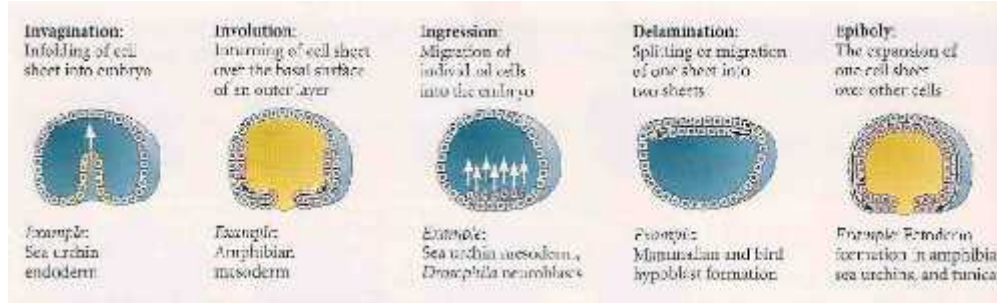 Invagination:
Infolding of cell
sheet into embryo
Involution:
Inturning of cell sheet
over the basal surface
of an outer layer
Ingression:
Migration of
individual cells
into the embryo
Delamination:
Splitting or migration
of one sheet into
two sheets
Epiboly:
The expansion of
one cell sheet
over other cells
Example:
Sea urchin
endoderm
Example:
Amphibian
mesoderm
Example:
Sea urchin mesoderm,
Drosophila neuroblasts
Example:
Mammalian and bird
hypoblast formation
Example: Ectoderm
formation in amphibia
sea urchins, and tunica